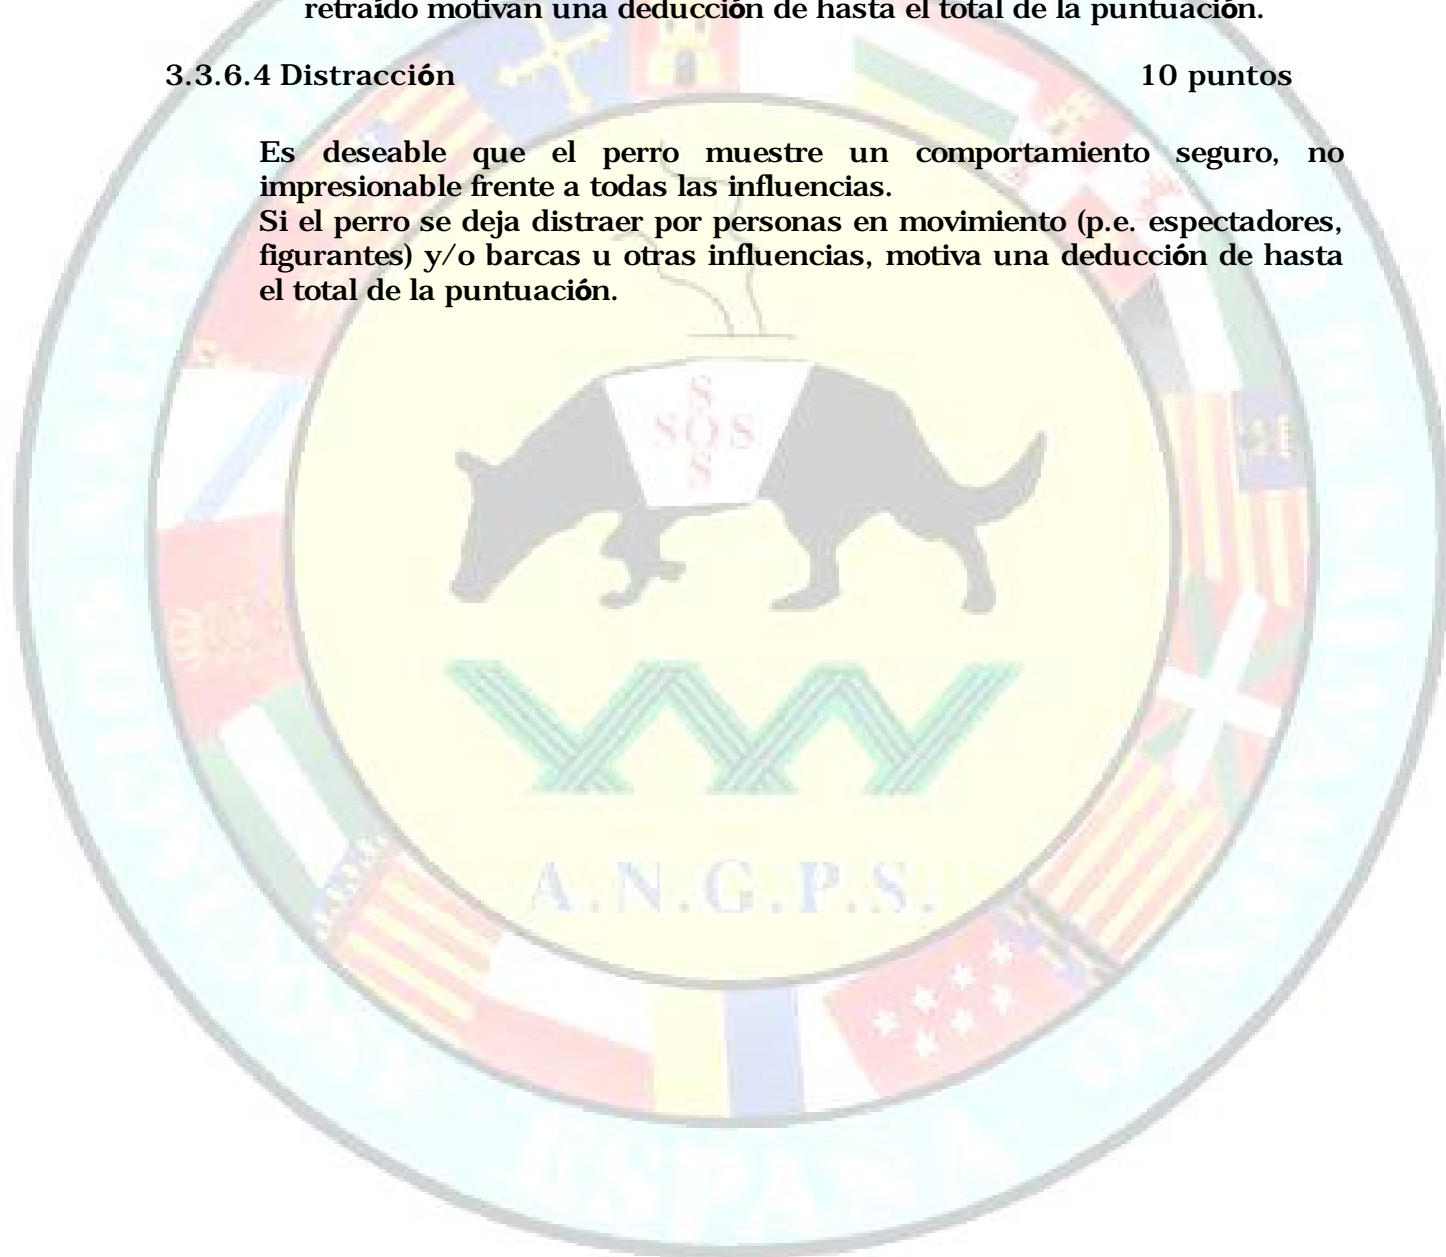 retraído motivan una deducción de hasta el total de la puntuación.
3.3.6.4 Distracción 10 puntos
Es deseable que el perro muestre un comportamiento seguro, no
impresionable frente a todas las influencias.
Si el perro se deja distraer por personas en movimiento (p.e. espectadores,
figurantes) y/o barcas u otras influencias, motiva una deducción de hasta
el total de la puntuación.
S
SOS
S
A.N.G.P.S.
ESPAÑA